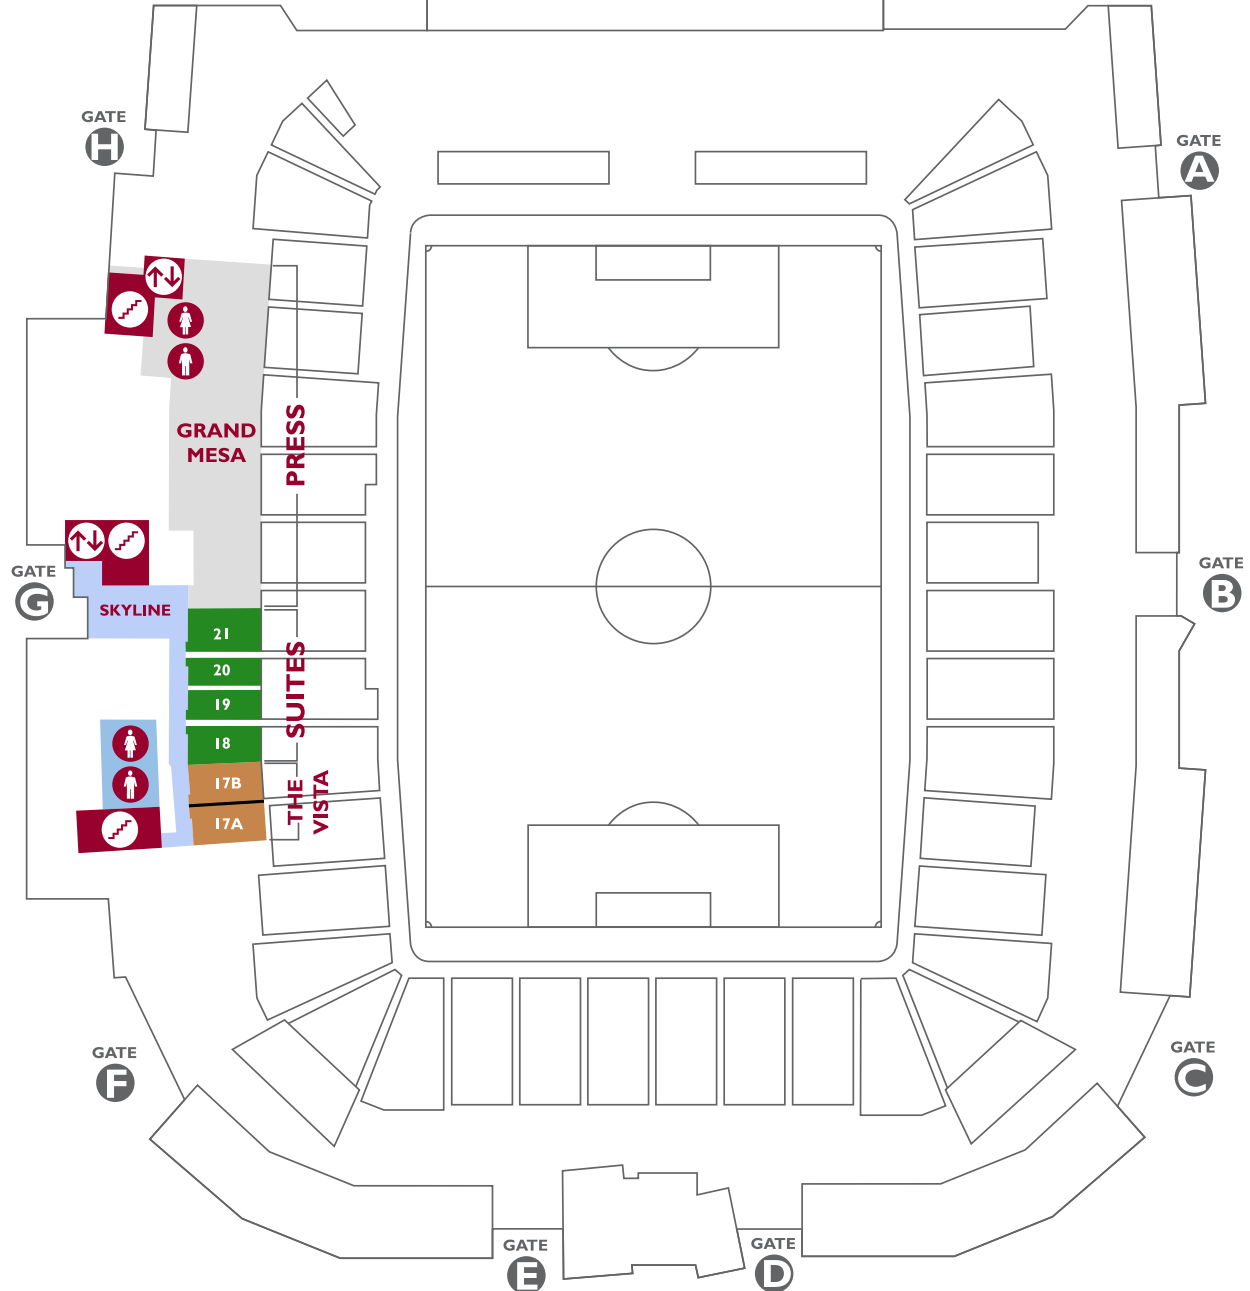 GATE
H
GATE
A
GRAND
MESA
PRESS
GATE
G
GATE
B
SKYLINE
21
20
19
18
17B
17A
SUITES
THE
VISTA
GATE
F
GATE
C
GATE
E
GATE
D